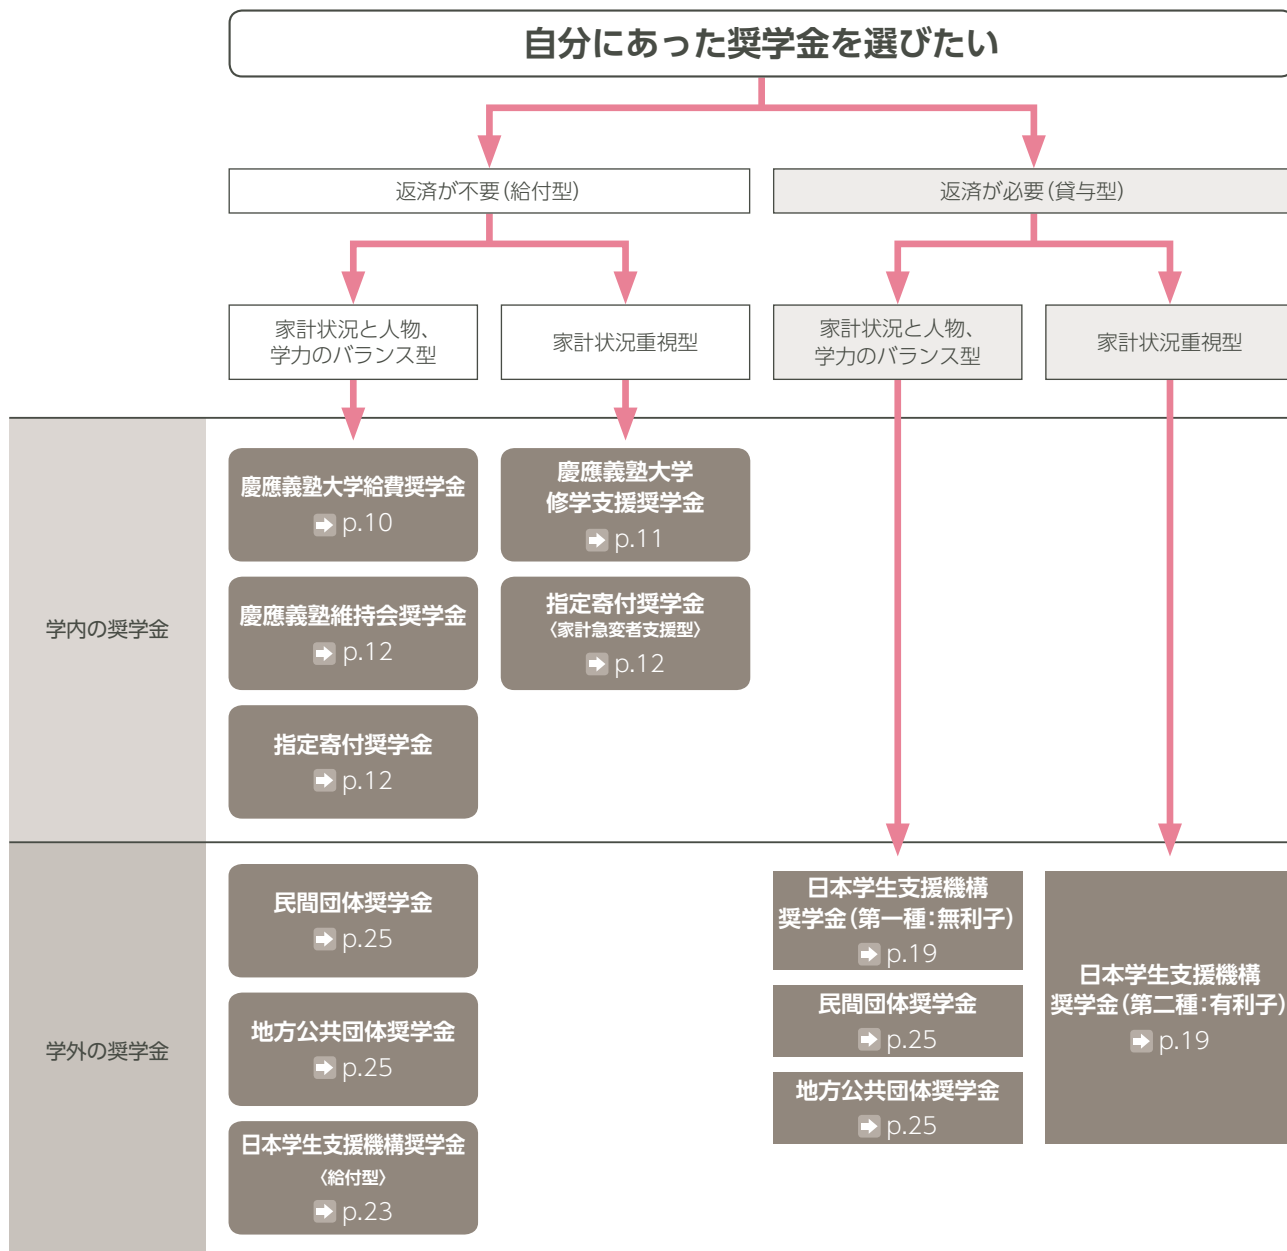 自分にあった奨学金を選びたい
返済が不要(給付型)
返済が必要(貸与型)
家計状況と人物、
学力のバランス型
家計状況重視型
家計状況と人物、
学力のバランス型
家計状況重視型
学内の奨学金
慶應義塾大学給費奨学金
p.10
慶應義塾維持会奨学金
p.12
指定寄付奨学金
p.12
慶應義塾大学
修学支援奨学金
p.11
指定寄付奨学金
〈家計急変者支援型〉
p.12
学外の奨学金
民間団体奨学金
p.25
地方公共団体奨学金
p.25
日本学生支援機構奨学金
〈給付型〉
p.23
日本学生支援機構
奨学金(第一種:無利子)
p.19
民間団体奨学金
p.25
地方公共団体奨学金
p.25
日本学生支援機構
奨学金(第二種:有利子)
p.19